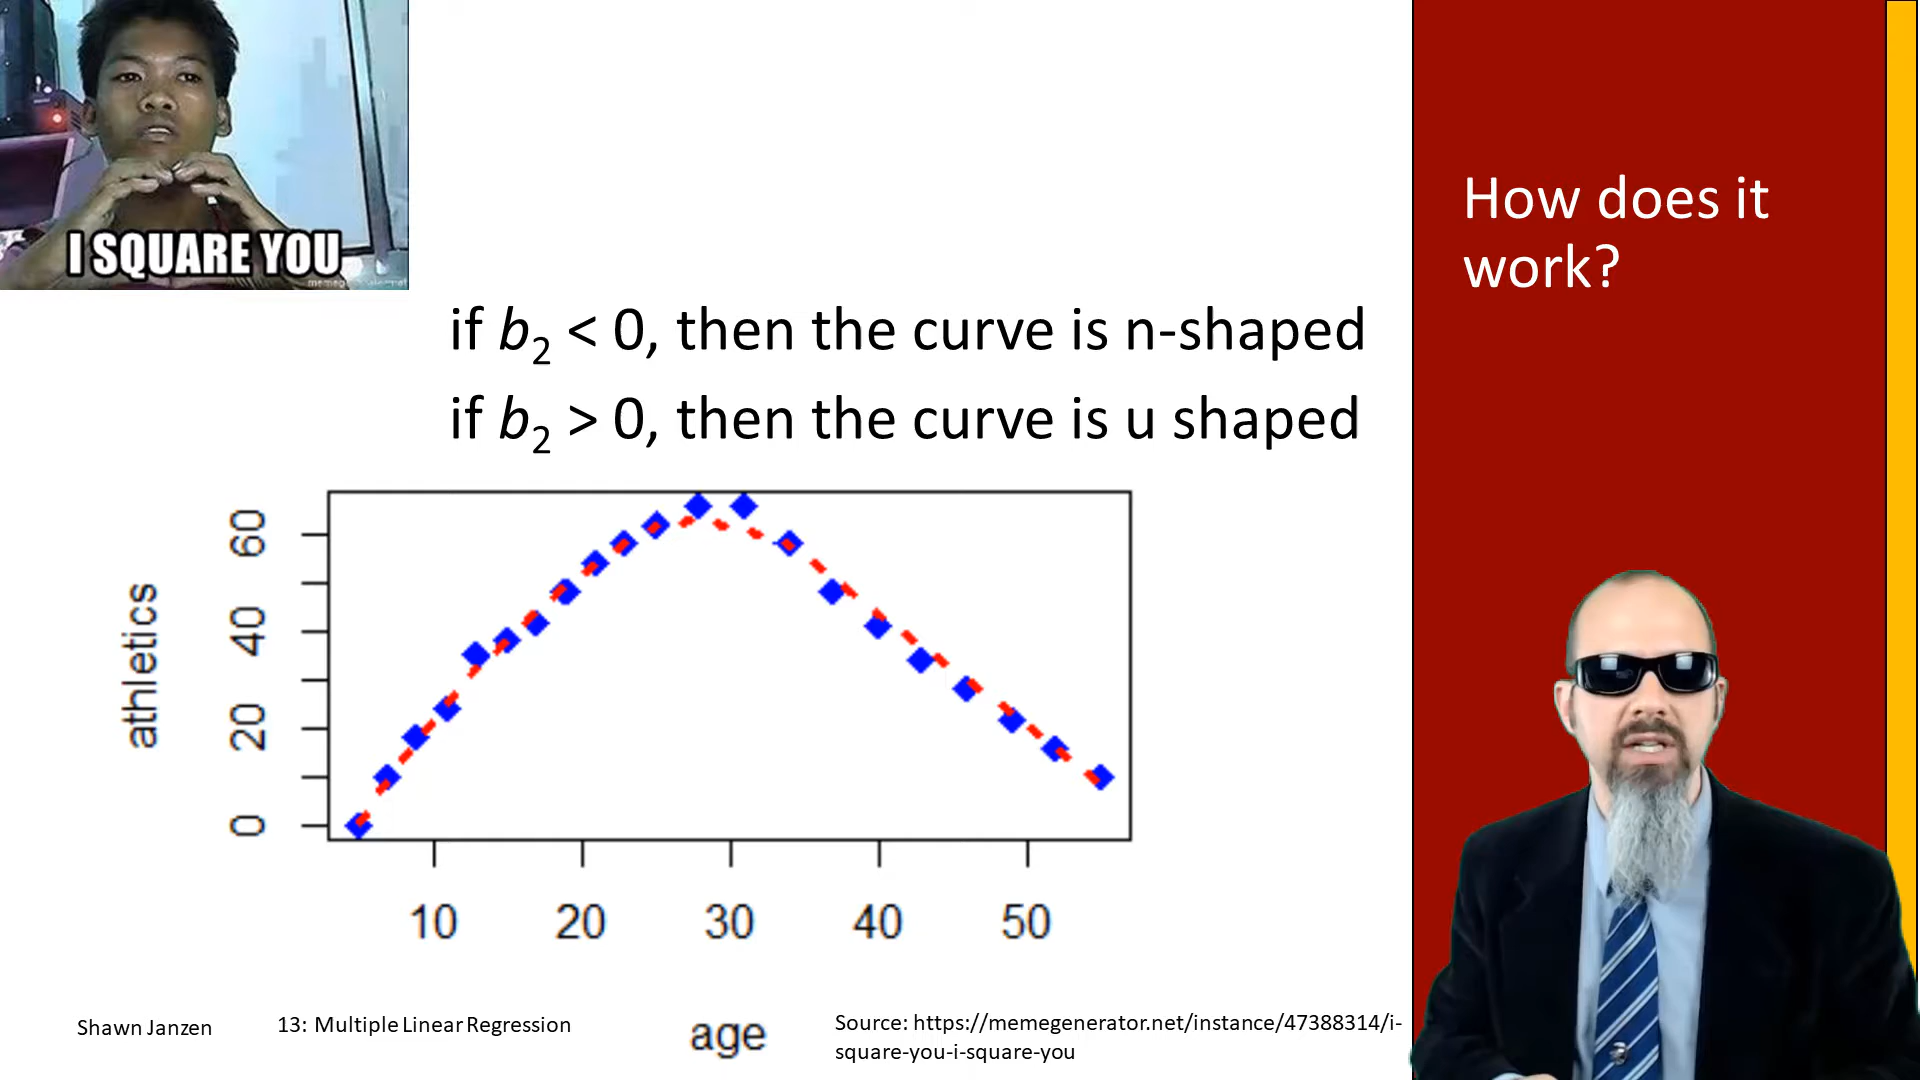 I SQUARE YOU
How does it
work?
if b2 < 0, then the curve is n-shaped
if b2 > 0, then the curve is u shaped
athletics
60
40
20
0
10 20 30 40 50
age
Shawn Janzen
13: Multiple Linear Regression
Source: https://memegenerator.net/instance/47388314/i-
square-you-i-square-you